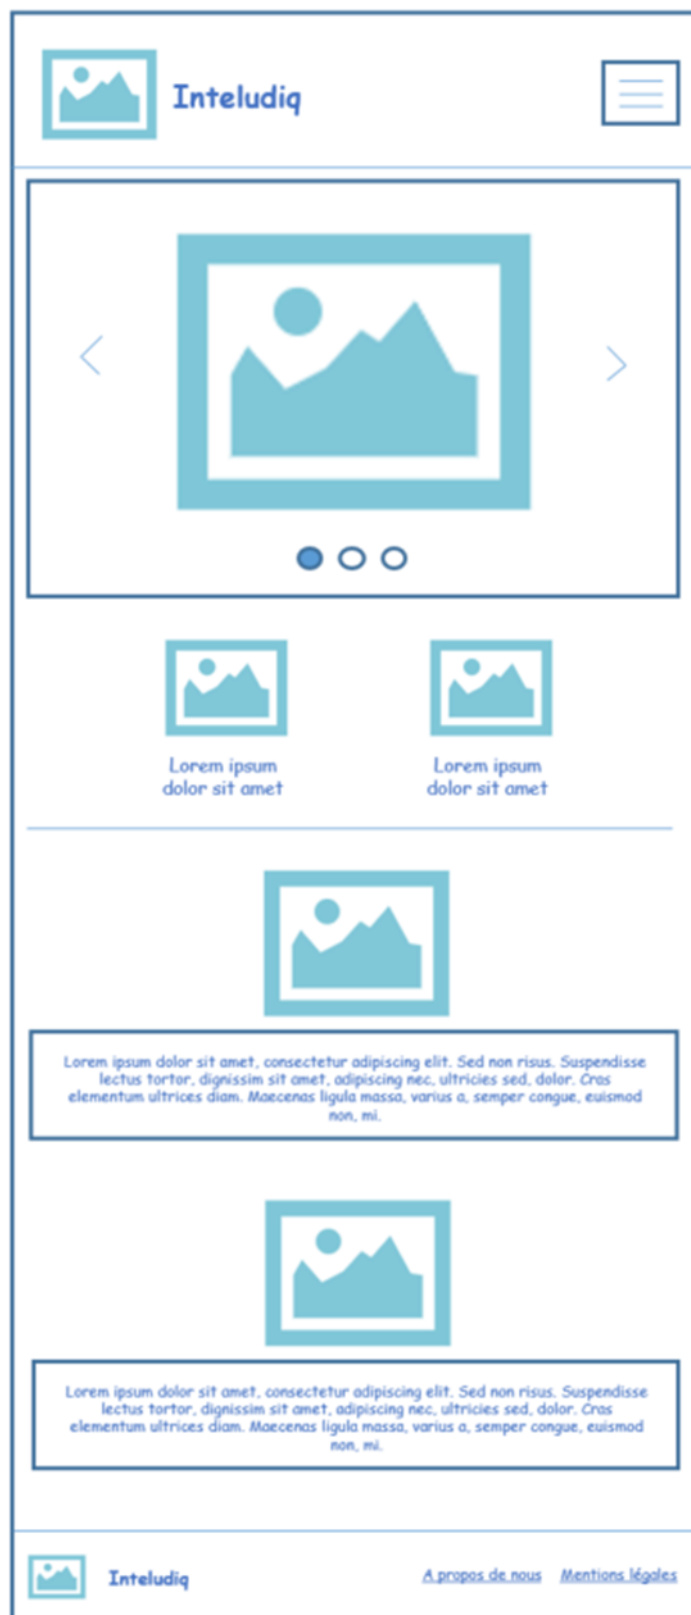 Inteludiq
Lorem ipsum
dolor sit amet
Lorem ipsum
dolor sit amet
Lorem ipsum dolor sit amet, consectetur adipiscing elit. Sed non risus. Suspendisse
lectus tortor, dignissim sit amet, adipiscing nec, ultricies sed, dolor. Cras
elementum ultrices diam. Maecenas ligula massa, varius a, semper congue, euismod
non, mi.
Lorem ipsum dolor sit amet, consectetur adipiscing elit. Sed non risus. Suspendisse
lectus tortor, dignissim sit amet, adipiscing nec, ultricies sed, dolor. Cras
elementum ultrices diam. Maecenas ligula massa, varius a, semper congue, euismod
non, mi.
Inteludiq
A propos de nous
Mentions légales